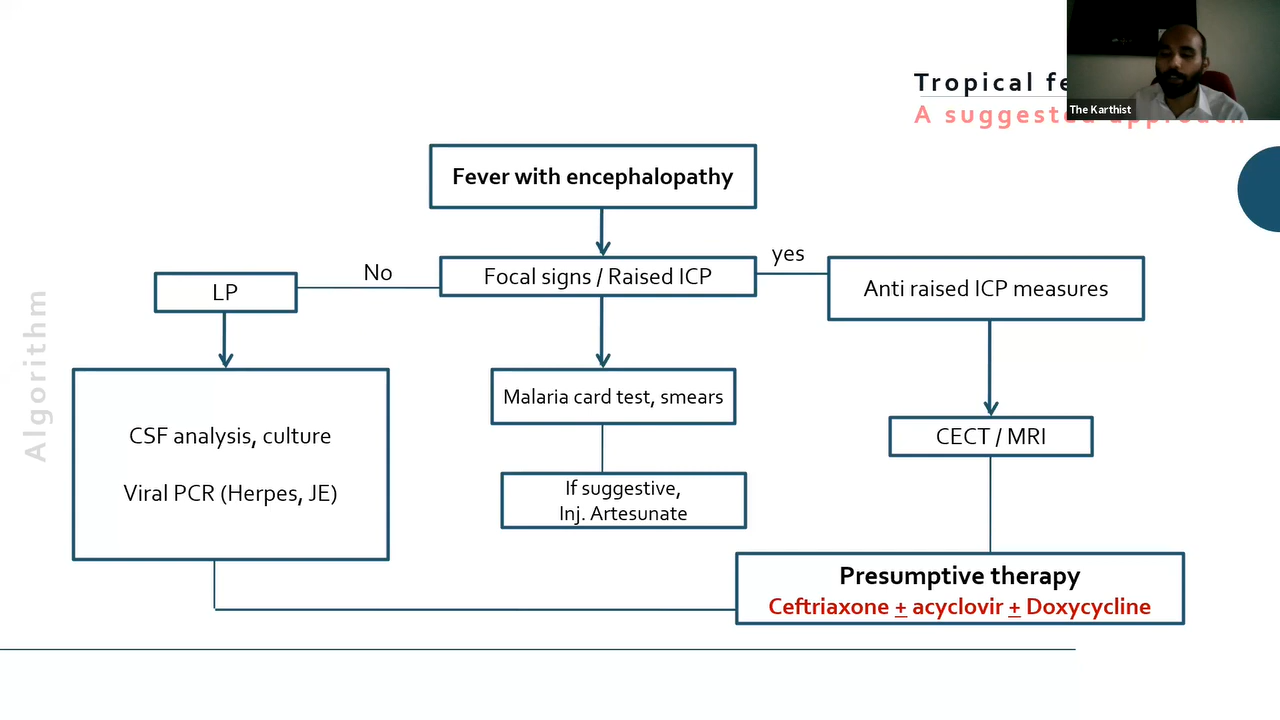 Tropical
The Karthist
A suggested approach
Fever with encephalopathy
yes
No
Focal signs / Raised ICP
LP
Anti raised ICP measures
Algorithm
Malaria card test, smears
CSF analysis, culture
Viral PCR (Herpes, JE)
CECT / MRI
If suggestive,
Inj. Artesunate
Presumptive therapy
Ceftriaxone + acyclovir + Doxycycline